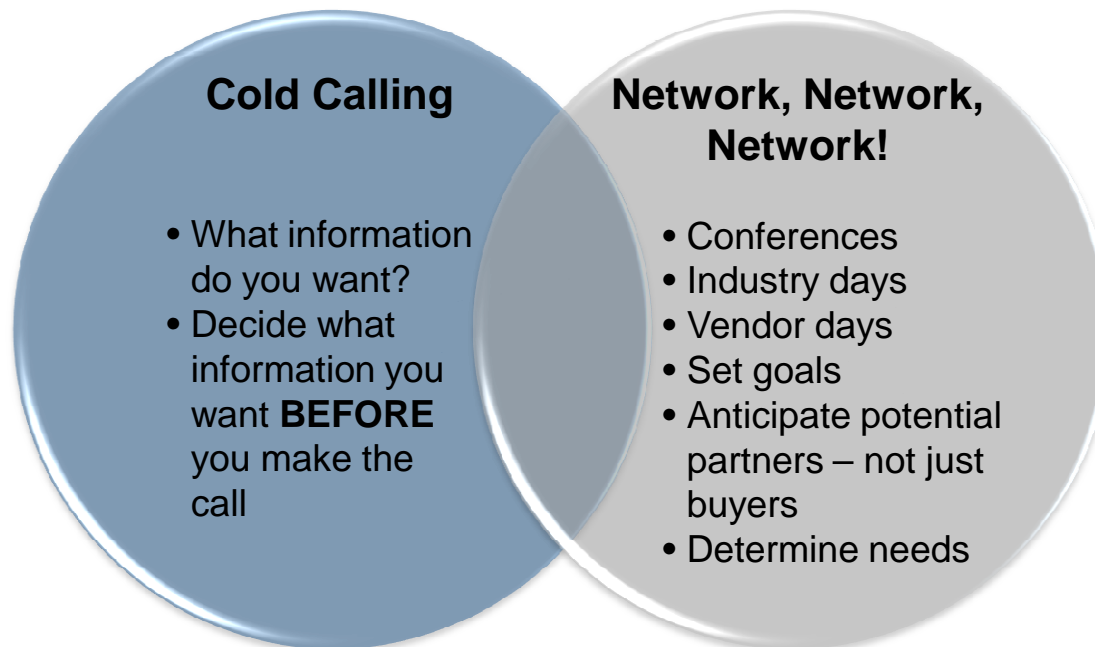 Cold Calling
• What information
do you want?
• Decide what
information you
want BEFORE
you make the
call
Network, Network,
Network!
• Conferences
• Industry days
• Vendor days
• Set goals
• Anticipate potential
partners – not just
buyers
• Determine needs